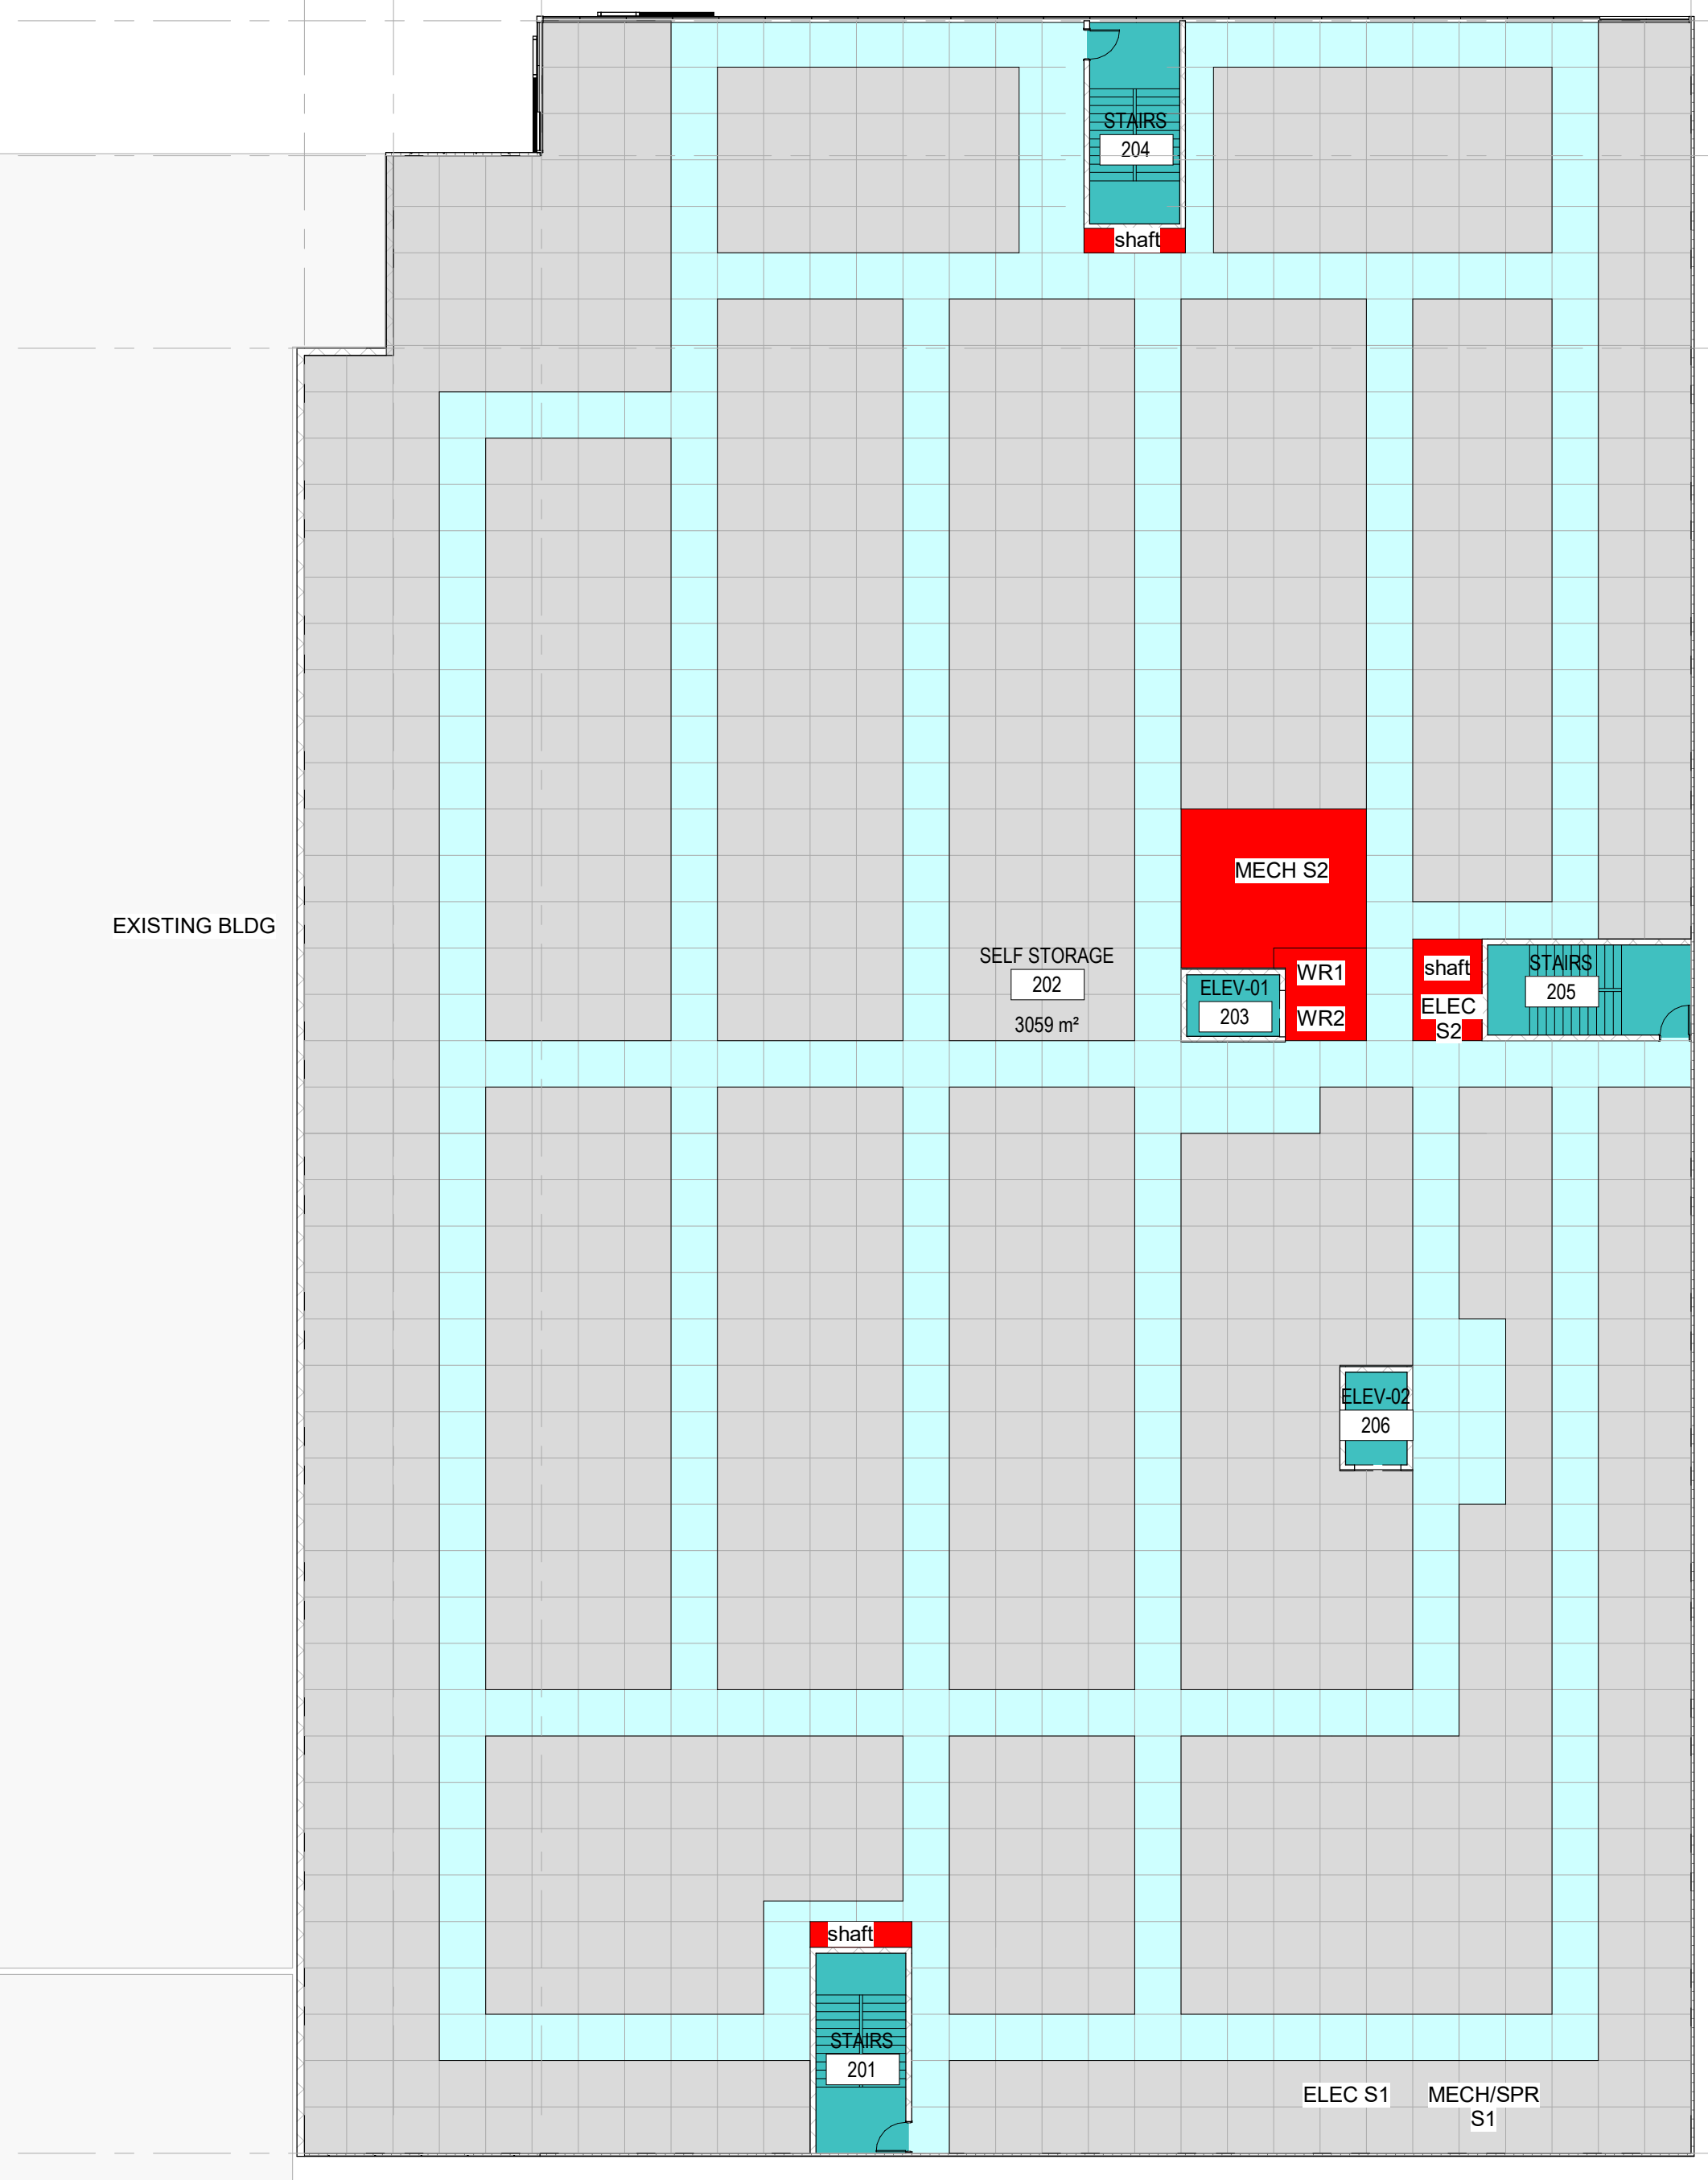 STAIRS
204
shaft
MECH S2
EXISTING BLDG
SELF STORAGE
202
3059 m²
ELEV-01
203
WR1
WR2
shaft
ELEC
S2
STAIRS
205
ELEV-02
206
shaft
STAIRS
201
ELEC S1
MECH/SPR
S1